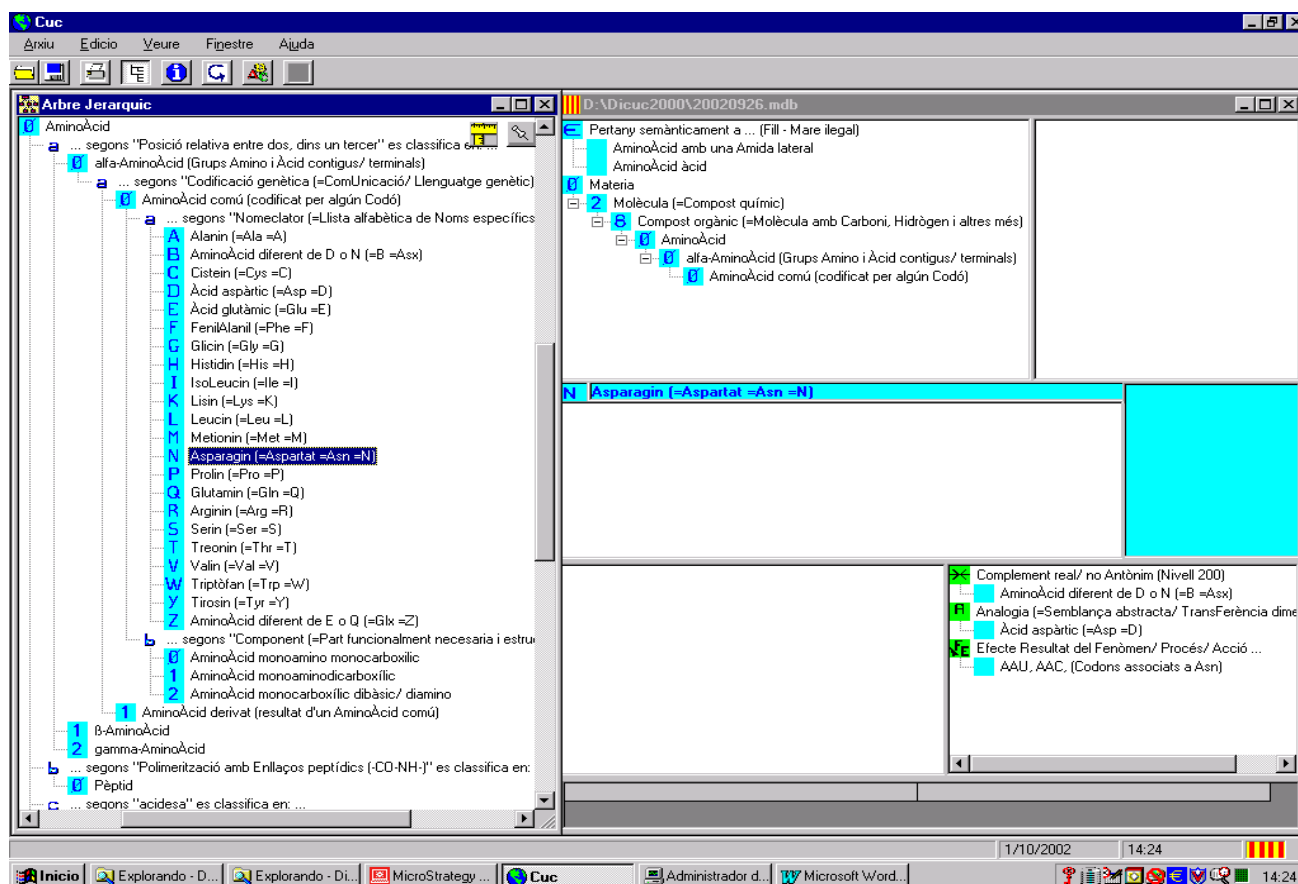 Cuc
Arxiu Edicio Veure Finestre Ajuda
Arbre Jerarquic
0 AminoÀcid
a ... segons "Posició relativa entre dos, dins un tercer" es classifica en: ...
0 alfa-AminoÀcid (Grups Amino i Àcid contigus/ terminals)
a ... segons "Codificació genètica (=ComUnicació/ Llenguatge genètic)
0 AminoÀcid comú (codificat per algún Codó)
a ... segons "Nomeclator (=Llista alfabètica de Noms específics
A Alanin (=Ala =A)
B AminoÀcid diferent de D o N (=B =Asx)
C Cistein (=Cys =C)
D Àcid aspàrtic (=Asp =D)
E Àcid glutàmic (=Glu =E)
F FenilAlanil (=Phe =F)
G Glicin (=Gly =G)
H Histidin (=His =H)
I IsoLeucin (=Ile =I)
K Lisin (=Lys =K)
L Leucin (=Leu =L)
M Metionin (=Met =M)
N Asparagin (=Aspartat =Asn =N)
P Prolin (=Pro =P)
Q Glutamin (=Gln =Q)
R Arginin (=Arg =R)
S Serin (=Ser =S)
T Treonin (=Thr =T)
V Valin (=Val =V)
W Triptòfan (=Trp =W)
Y Tirosin (=Tyr =Y)
Z AminoÀcid diferent de E o Q (=Glx =Z)
b ... segons "Component (=Part funcionalment necesaria i estru
0 AminoÀcid monoamino monocarboxilic
1 AminoÀcid monoaminodicarboxílic
2 AminoÀcid monocarboxílic dibàsic/ diamino
1 AminoÀcid derivat (resultat d'un AminoÀcid comú)
1 ß-AminoÀcid
2 gamma-AminoÀcid
b ... segons "Polimerització amb Enllaços peptídics (-CO-NH-)" es classifica en:
0 Pèptid
c ... segons "acidesa" es classifica en: ...
D:\Dicuc2000\20020926.mdb
Pertany semànticament a ... (Fill - Mare ilegal)
AminoÀcid amb una Amida lateral
AminoÀcid àcid
0 Materia
2 Molècula (=Compost químic)
8 Compost orgànic (=Molècula amb Carboni, Hidrògen i altres més)
0 AminoÀcid
0 alfa-AminoÀcid (Grups Amino i Àcid contigus/ terminals)
0 AminoÀcid comú (codificat per algún Codó)
N Asparagin (=Aspartat =Asn =N)
Complement real/ no Antònim (Nivell 200)
AminoÀcid diferent de D o N (=B =Asx)
A Analogia (=Semblança abstracta/ TransFerència dime
Àcid aspàrtic (=Asp =D)
FE Efecte Resultat del Fenòmen/ Procés/ Acció ...
AAU, AAC, (Codons associats a Asn)
1/10/2002 14:24
Inicio Explorando - D... Explorando - Di... MicroStrategy ... Cuc Administrador d... Microsoft Word... 14:24